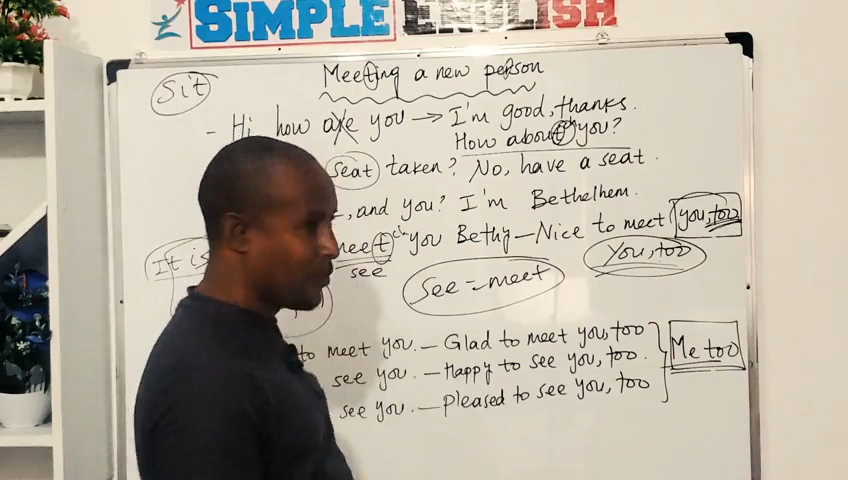 SIMPLE ENGLISH
Sit
Meeting a new person
- Hi how are you → I'm good, thanks.
How about you?
ch
seat taken? No, have a seat.
, and you? I'm Bethelhem.
meet you Bethy — Nice to meet you, too
ch
see
It is
You, too
See = meet
to meet you. — Glad to meet you, too
see you. — Happy to see you, too.
see you. — Pleased to see you, too
Me too